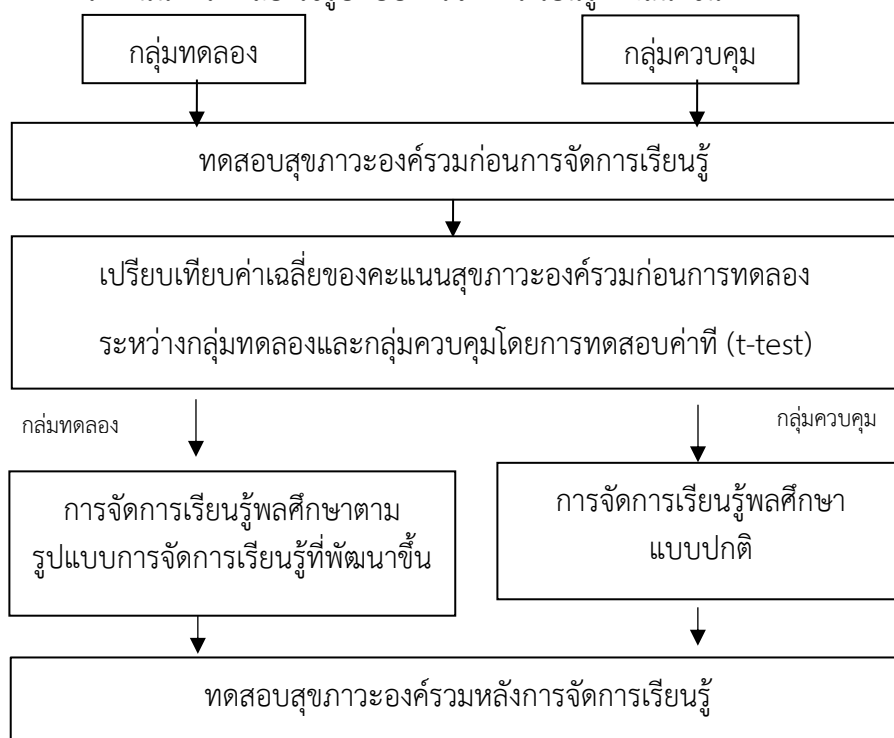 กลุ่มทดลอง
กลุ่มควบคุม
ทดสอบสุขภาวะองค์รวมก่อนการจัดการเรียนรู้
เปรียบเทียบค่าเฉลี่ยของคะแนนสุขภาวะองค์รวมก่อนการทดลอง
ระหว่างกลุ่มทดลองและกลุ่มควบคุมโดยการทดสอบค่าที (t-test)
กลุ่มทดลอง
กลุ่มควบคุม
การจัดการเรียนรู้พลศึกษาตาม
รูปแบบการจัดการเรียนรู้ที่พัฒนาขึ้น
การจัดการเรียนรู้พลศึกษา
แบบปกติ
ทดสอบสุขภาวะองค์รวมหลังการจัดการเรียนรู้